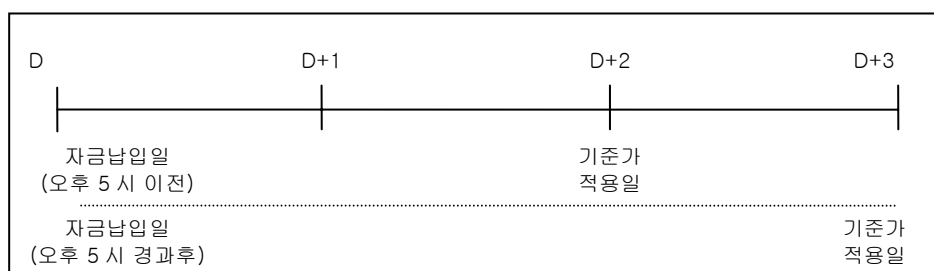 D D+1 D+2 D+3
자금납입일 기준가
(오후 5 시 이전) 적용일
자금납입일 기준가
(오후 5 시 경과후) 적용일